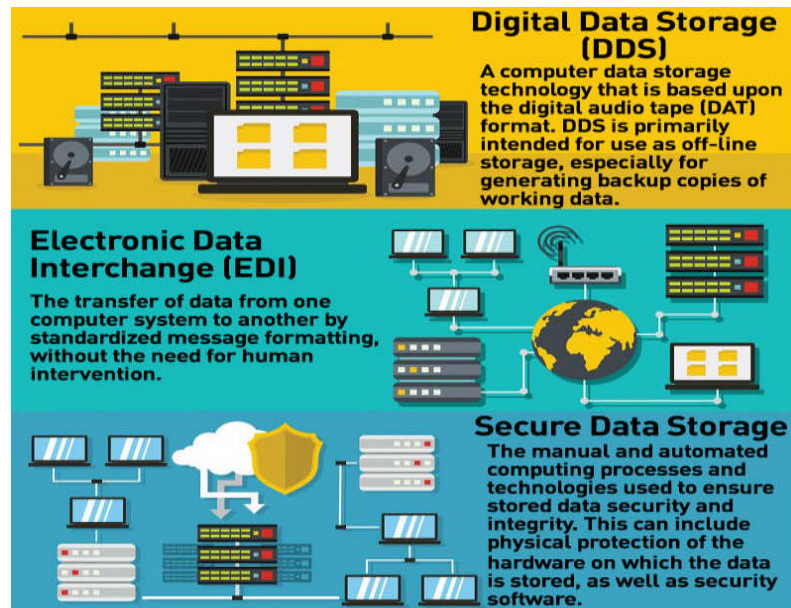 Digital Data Storage
(DDS)
A computer data storage
technology that is based upon
the digital audio tape (DAT)
format. DDS is primarily
intended for use as off-line
storage, especially for
generating backup copies of
working data.
Electronic Data
Interchange (EDI)
The transfer of data from one
computer system to another by
standardized message formatting,
without the need for human
intervention.
Secure Data Storage
The manual and automated
computing processes and
technologies used to ensure
stored data security and
integrity. This can include
physical protection of the
hardware on which the data
is stored, as well as security
software.